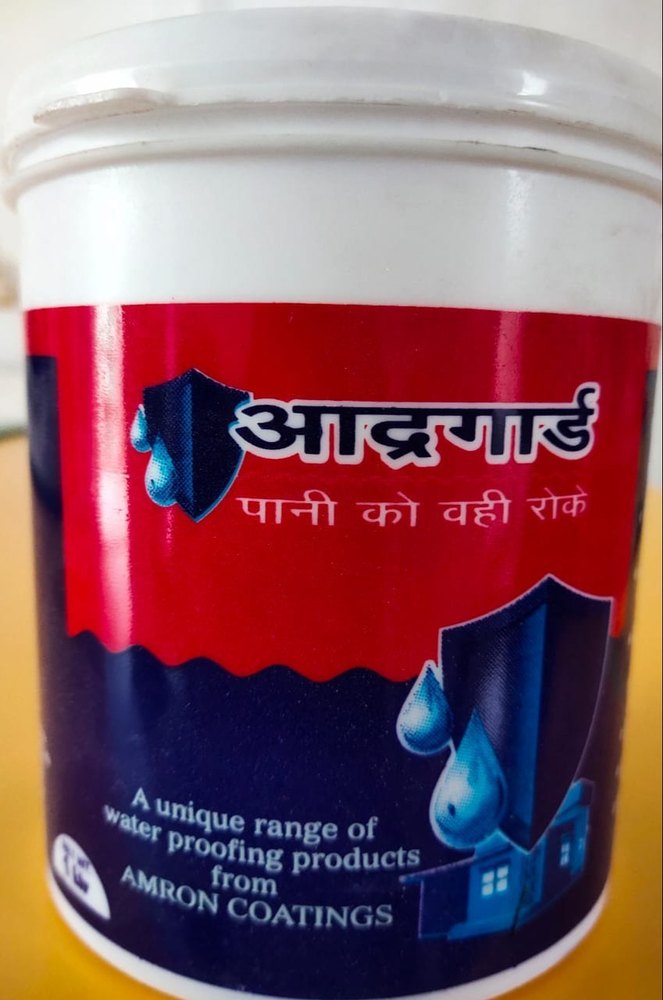 आद्रगार्ड
पानी को वही रोके
A unique range of
water proofing products
from
AMRON COATINGS